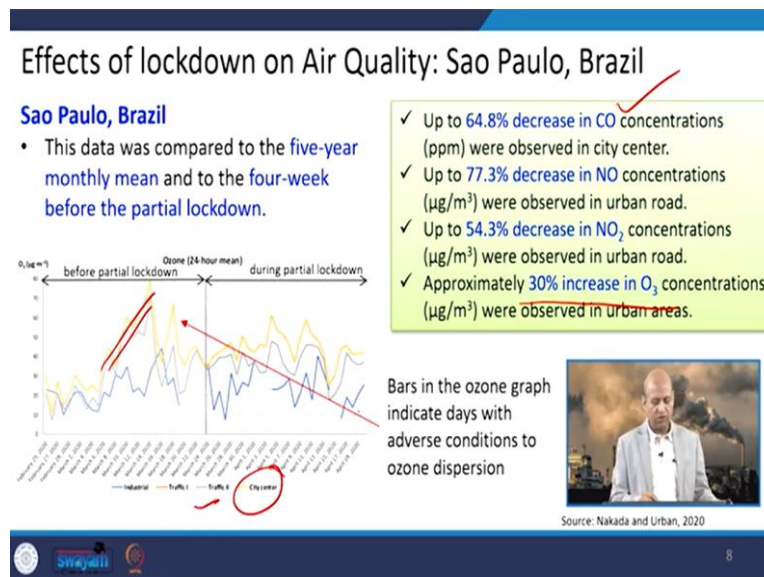 Effects of lockdown on Air Quality: Sao Paulo, Brazil
Sao Paulo, Brazil
• This data was compared to the five-year
monthly mean and to the four-week
before the partial lockdown.
✓ Up to 64.8% decrease in CO concentrations
(ppm) were observed in city center.
✓ Up to 77.3% decrease in NO concentrations
(µg/m³) were observed in urban road.
✓ Up to 54.3% decrease in NO₂ concentrations
(µg/m³) were observed in urban road.
✓ Approximately 30% increase in O₃ concentrations
(µg/m³) were observed in urban areas.
Ozone (24-hour mean)
before partial lockdown
during partial lockdown
Industrial Traffic I Traffic II City center
Bars in the ozone graph
indicate days with
adverse conditions to
ozone dispersion
Source: Nakada and Urban, 2020
swayam
8